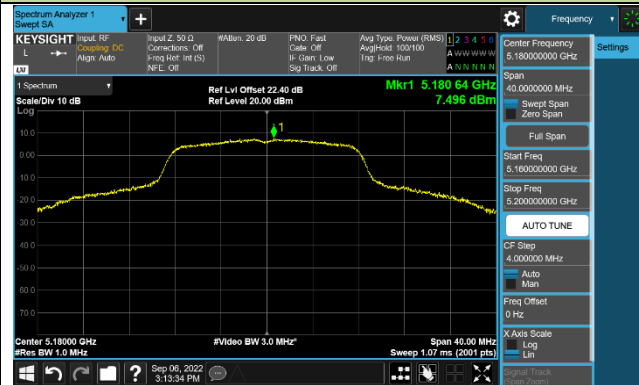 Spectrum Analyzer 1
Swept SA
+
Frequency
KEYSIGHT Input: RF Input Z: 50 Ω #Atten: 20 dB PNO: Fast Avg Type: Power (RMS) 1 2 3 4 5 6
L Coupling: DC Corrections: Off Gate: Off Avg|Hold: 100/100 A W W W W W
Align: Auto Freq Ref: Int (S) IF Gain: Low Trig: Free Run
LXI NFE: Off Sig Track: Off A N N N N N
1 Spectrum
Ref Lvl Offset 22.40 dB
Mkr1 5.180 64 GHz
Scale/Div 10 dB
Ref Level 20.00 dBm
7.496 dBm
Log
1
10.0
0.00
-10.0
-20.0
-30.0
-40.0
-50.0
-60.0
-70.0
Center 5.18000 GHz
#Video BW 3.0 MHz*
Span 40.00 MHz
#Res BW 1.0 MHz
Sweep 1.07 ms (2001 pts)
Sep 06, 2022
3:13:34 PM
?
Center Frequency
5.180000000 GHz
Settings
Span
40.0000000 MHz
Swept Span
Zero Span
Full Span
Start Freq
5.160000000 GHz
Stop Freq
5.200000000 GHz
AUTO TUNE
CF Step
4.000000 MHz
Auto
Man
Freq Offset
0 Hz
X Axis Scale
Log
Lin
Signal Track
(Span Zoom)